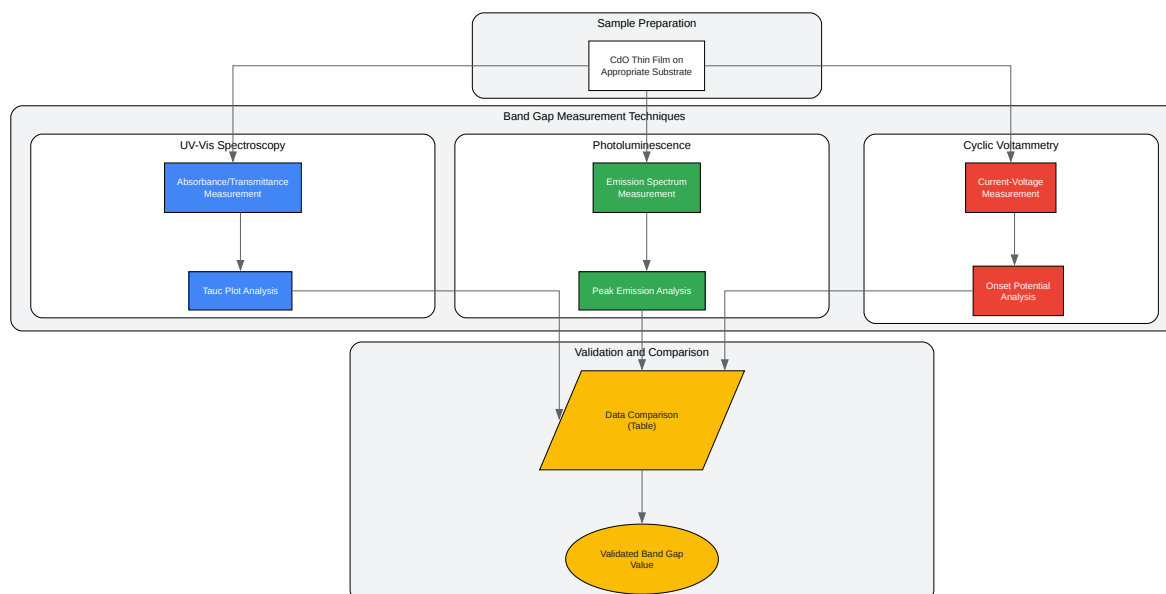 Sample Preparation
CdO Thin Film on
Appropriate Substrate
Band Gap Measurement Techniques
UV-Vis Spectroscopy
Absorbance/Transmittance
Measurement
Tauc Plot Analysis
Photoluminescence
Emission Spectrum
Measurement
Peak Emission Analysis
Cyclic Voltammetry
Current-Voltage
Measurement
Onset Potential
Analysis
Validation and Comparison
Data Comparison
(Table)
Validated Band Gap
Value